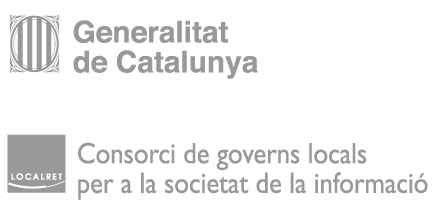 Generalitat
de Catalunya
LOCALRET
Consorci de governs locals
per a la societat de la informació